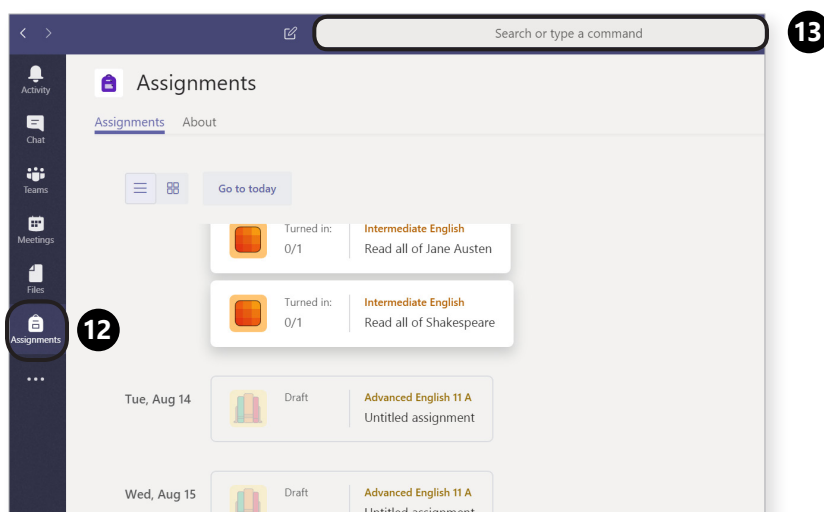 Search or type a command
13
Activity
Chat
Teams
Meetings
Files
Assignments
12
Assignments
Assignments About
Go to today
Turned in: Intermediate English
0/1 Read all of Jane Austen
Turned in: Intermediate English
0/1 Read all of Shakespeare
Tue, Aug 14 Draft Advanced English 11 A
Untitled assignment
Wed, Aug 15 Draft Advanced English 11 A
Untitled assignment